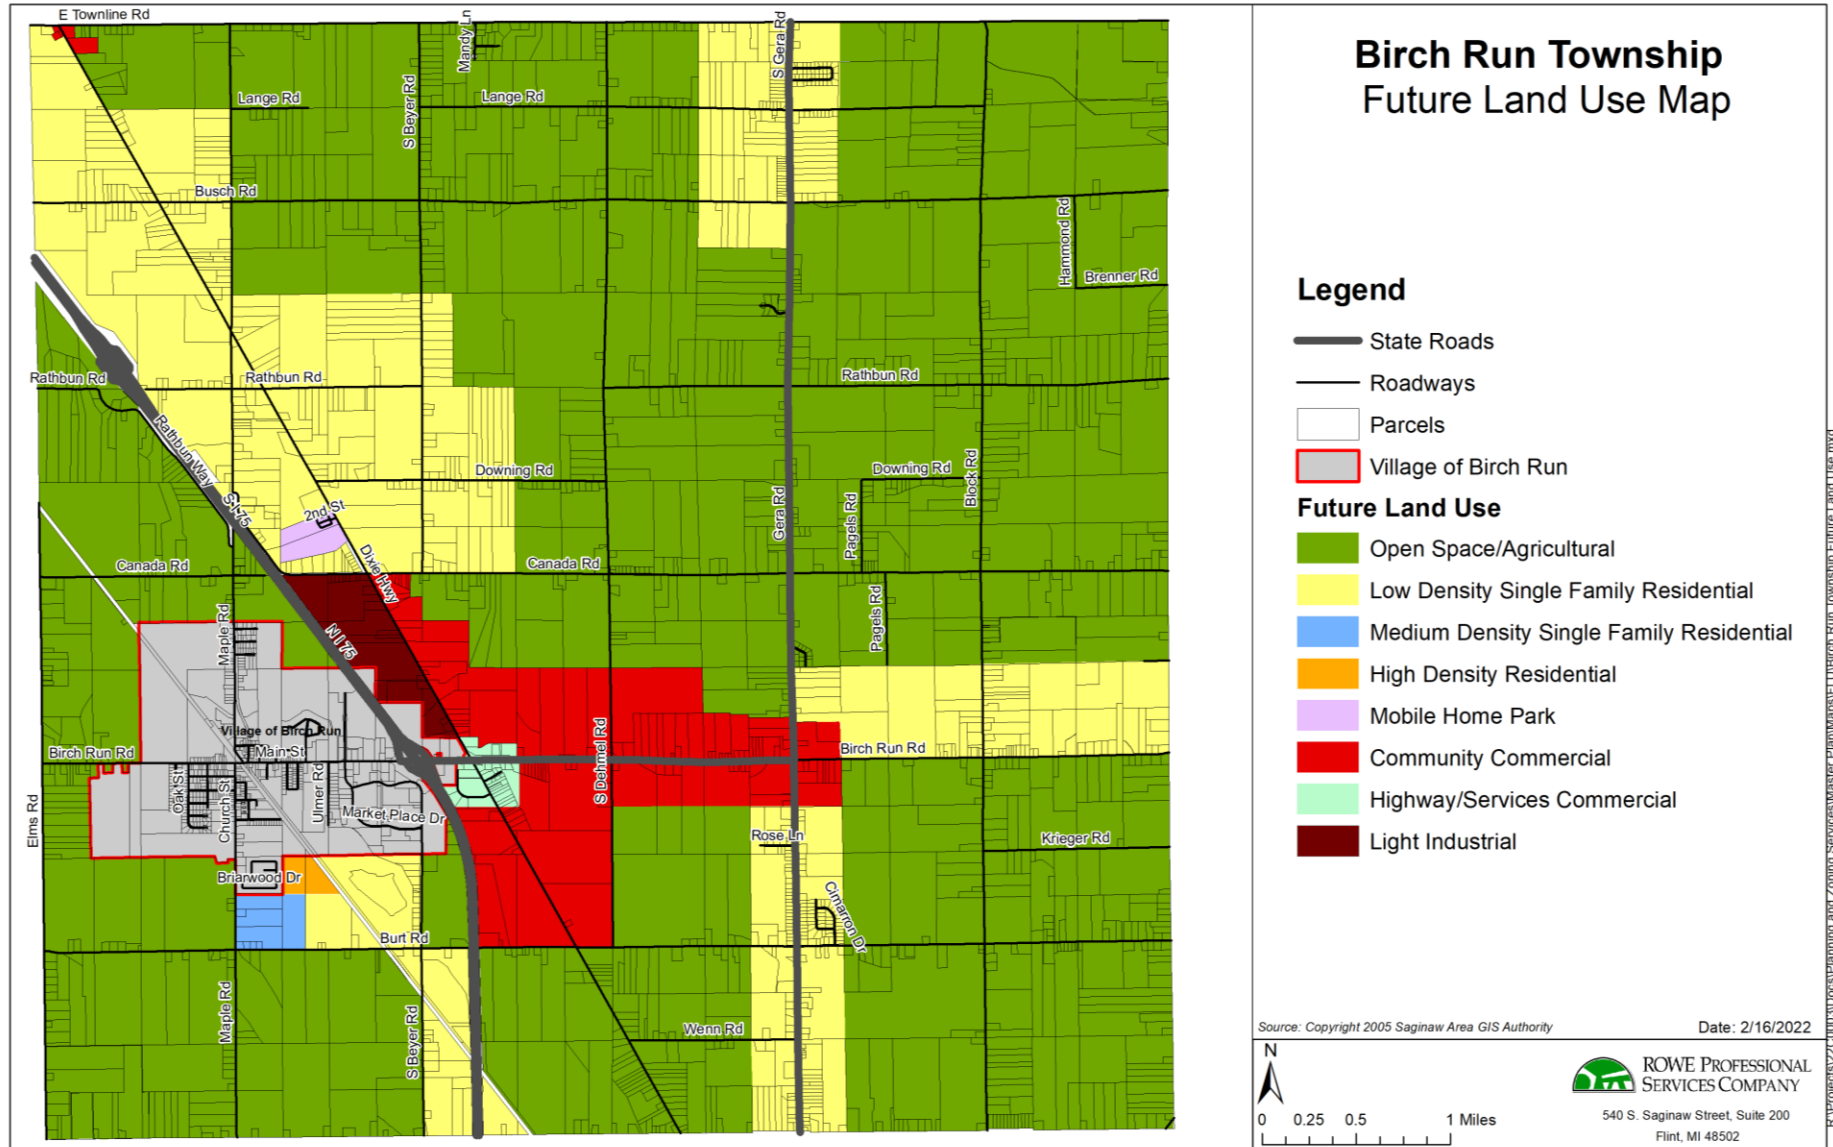 E Townline Rd
Mandy Ln
S Gera Rd
S Beyer Rd
Lange Rd
Lange Rd
Busch Rd
Hammond Rd
Brenner Rd
Rathbun Rd
Rathbun Rd
Rathbun Rd
Rathbun Way
S I 75
Downing Rd
Downing Rd
Block Rd
Gera Rd
Pagels Rd
2nd St
Dixie Hwy
Canada Rd
Canada Rd
Maple Rd
N I 75
Pagels Rd
Village of Birch Run
Birch Run Rd
Main St
Birch Run Rd
S Dehmel Rd
Oak St
Church St
Ulmer Rd
Market Place Dr
Elms Rd
Rose Ln
Krieger Rd
Briarwood Dr
Cimarron Dr
Burt Rd
Maple Rd
S Beyer Rd
Wenn Rd
Birch Run Township
Future Land Use Map
Legend
State Roads
Roadways
Parcels
Village of Birch Run
Future Land Use
Open Space/Agricultural
Low Density Single Family Residential
Medium Density Single Family Residential
High Density Residential
Mobile Home Park
Community Commercial
Highway/Services Commercial
Light Industrial
Source: Copyright 2005 Saginaw Area GIS Authority
Date: 2/16/2022
N
0 0.25 0.5 1 Miles
ROWE PROFESSIONAL
SERVICES COMPANY
540 S. Saginaw Street, Suite 200
Flint, MI 48502